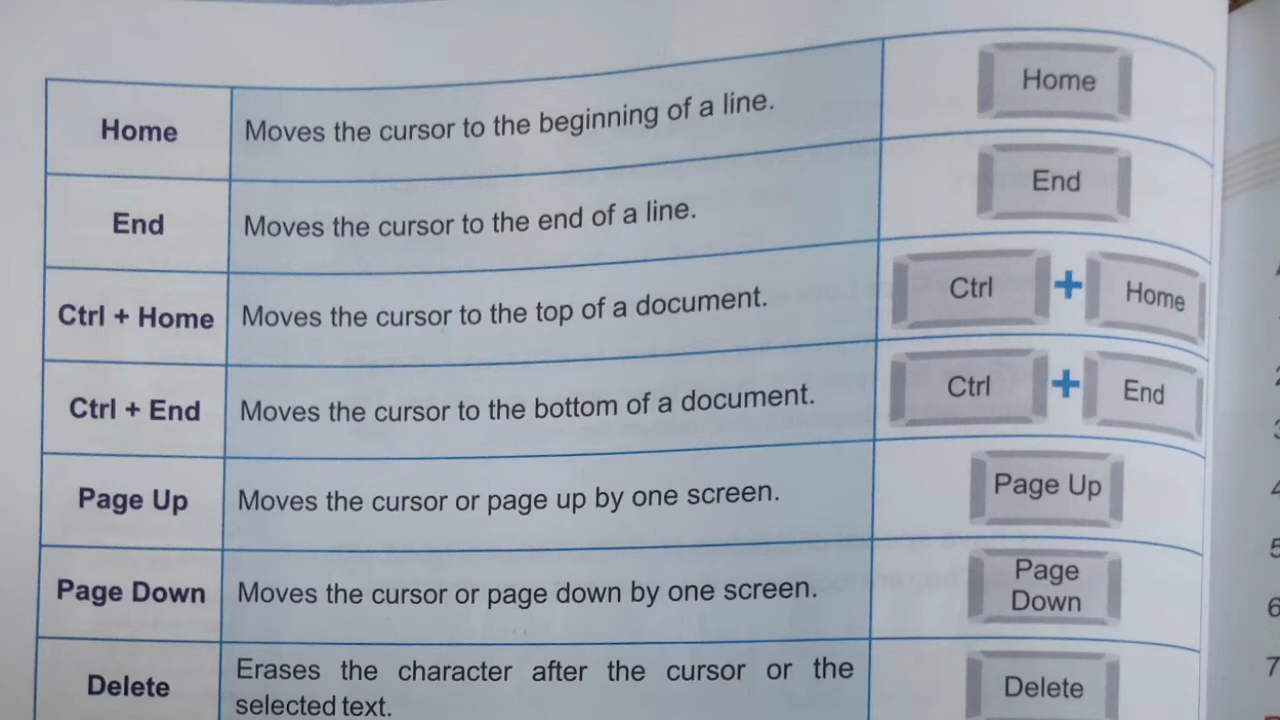 Home
Moves the cursor to the beginning of a line.
Home
End
Moves the cursor to the end of a line.
End
Ctrl + Home
Moves the cursor to the top of a document.
Ctrl + Home
Ctrl + End
Moves the cursor to the bottom of a document.
Ctrl + End
Page Up
Moves the cursor or page up by one screen.
Page Up
Page Down
Moves the cursor or page down by one screen.
Page
Down
Delete
Erases the character after the cursor or the
selected text.
Delete
5
6
7